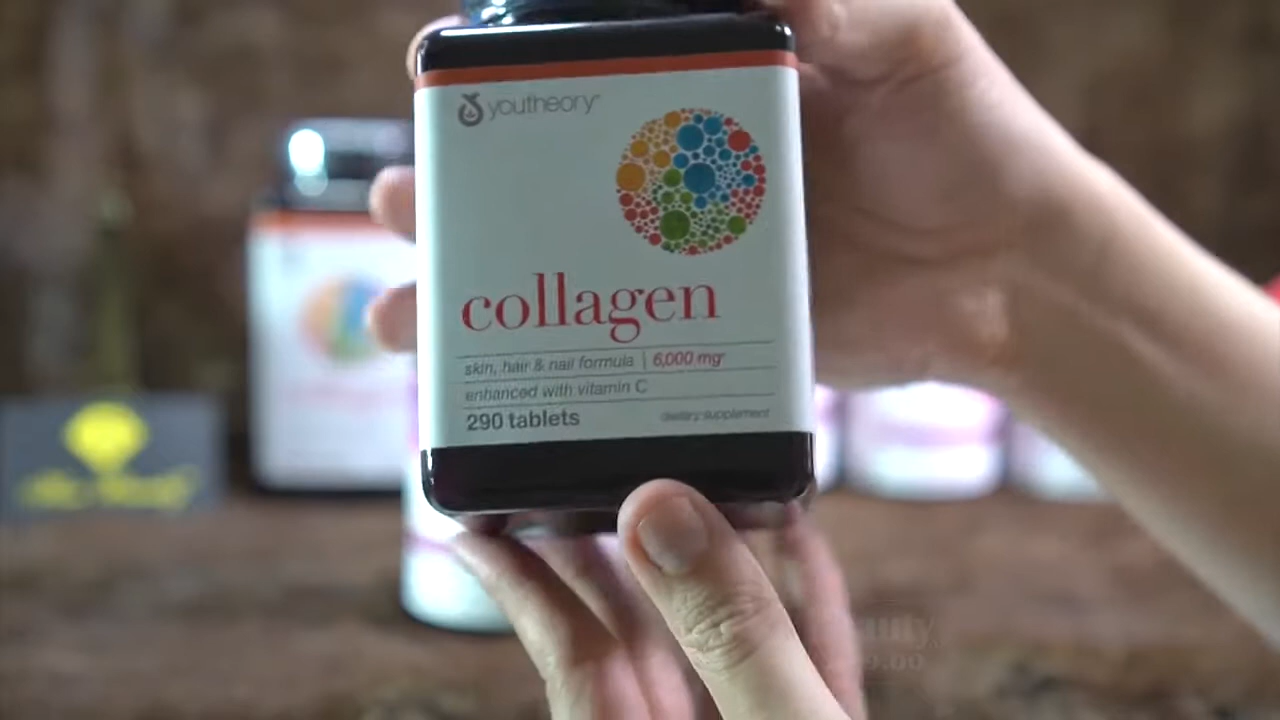 youtheory
collagen
skin, hair & nail formula | 6,000 mg*
enhanced with vitamin C
290 tablets
dietary supplement